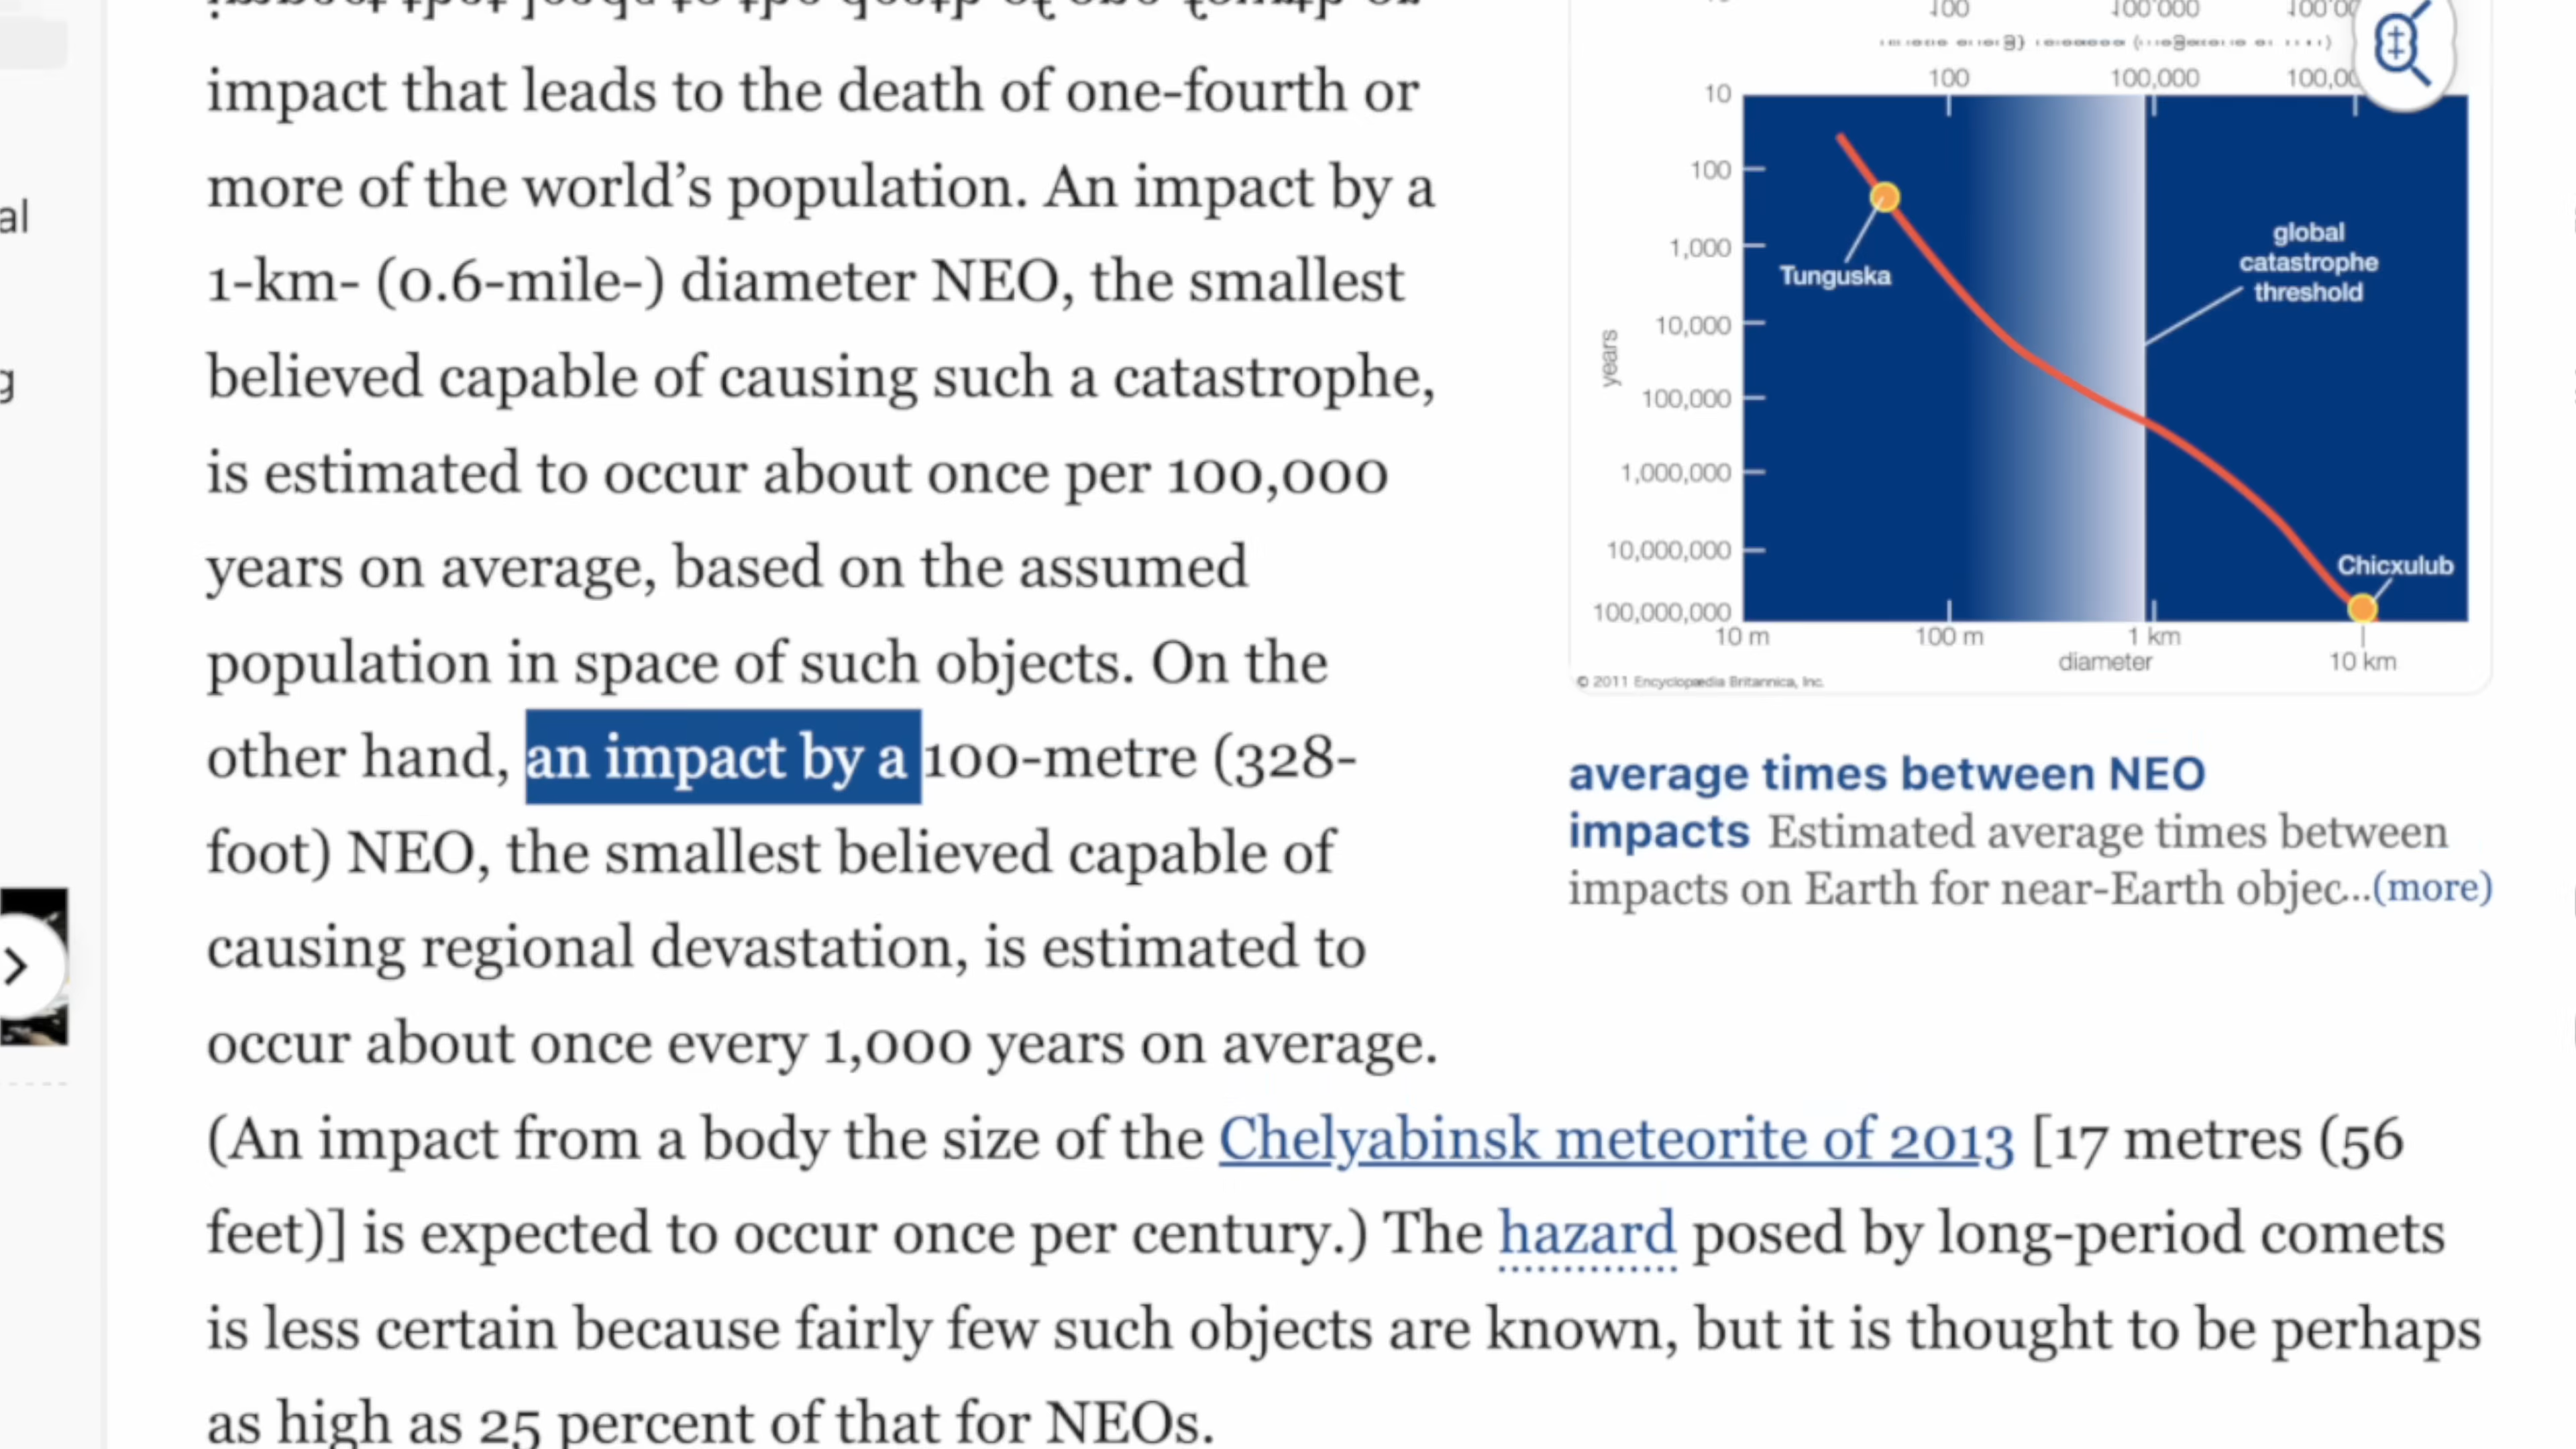 impact that leads to the death of one-fourth or
more of the world's population. An impact by a
1-km- (0.6-mile-) diameter NEO, the smallest
believed capable of causing such a catastrophe,
is estimated to occur about once per 100,000
years on average, based on the assumed
population in space of such objects. On the
other hand, an impact by a 100-metre (328-
foot) NEO, the smallest believed capable of
causing regional devastation, is estimated to
occur about once every 1,000 years on average.
(An impact from a body the size of the Chelyabinsk meteorite of 2013 [17 metres (56
feet)] is expected to occur once per century.) The hazard posed by long-period comets
is less certain because fairly few such objects are known, but it is thought to be perhaps
as high as 25 percent of that for NEOs.
al
g
100 100,000
10
100
1,000
10,000
100,000
1,000,000
10,000,000
100,000,000
years
Tunguska
global
catastrophe
threshold
Chicxulub
10 m 100 m 1 km 10 km
diameter
© 2011 Encyclopædia Britannica, Inc.
average times between NEO
impacts Estimated average times between
impacts on Earth for near-Earth objec...(more)